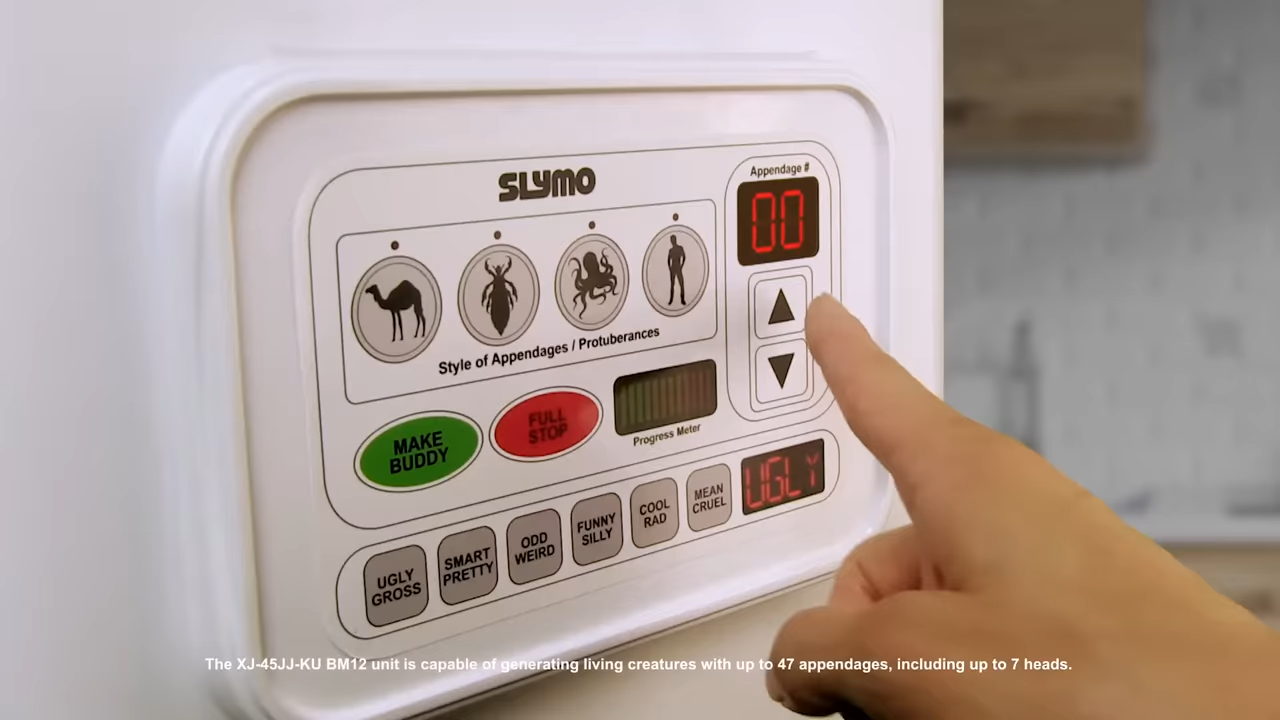 SLYMO
Appendage #
00
Style of Appendages / Protuberances
MAKE
BUDDY
FULL
STOP
Progress Meter
UGLY
GROSS
SMART
PRETTY
ODD
WEIRD
FUNNY
SILLY
COOL
RAD
MEAN
CRUEL
UGLY
The XJ-45JJ-KU BM12 unit is capable of generating living creatures with up to 47 appendages, including up to 7 heads.